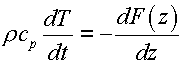 ρc_p dT/dt = − dF(z)/dz